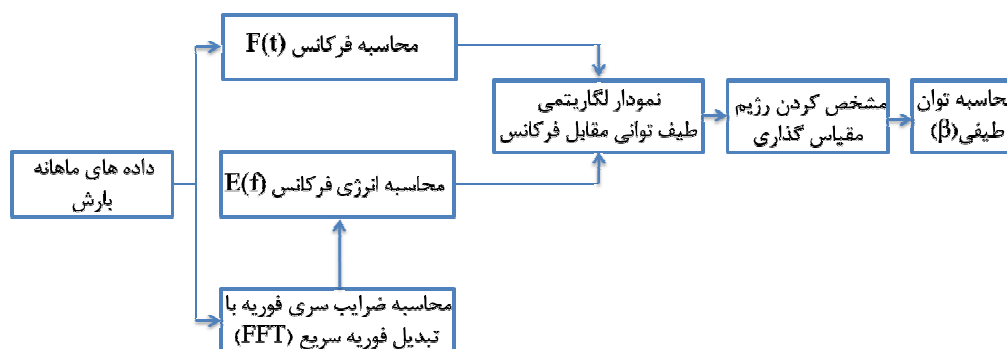 محاسبه فرکانس F(t)
نمودار لگاریتمی
طیف توانی مقابل فرکانس
مشخص کردن رژیم
مقیاس گذاری
محاسبه توان
طیفی(β)
داده های ماهانه
بارش
محاسبه انرژی فرکانس E(f)
محاسبه ضرایب سری فوریه با
تبدیل فوریه سریع (FFT)